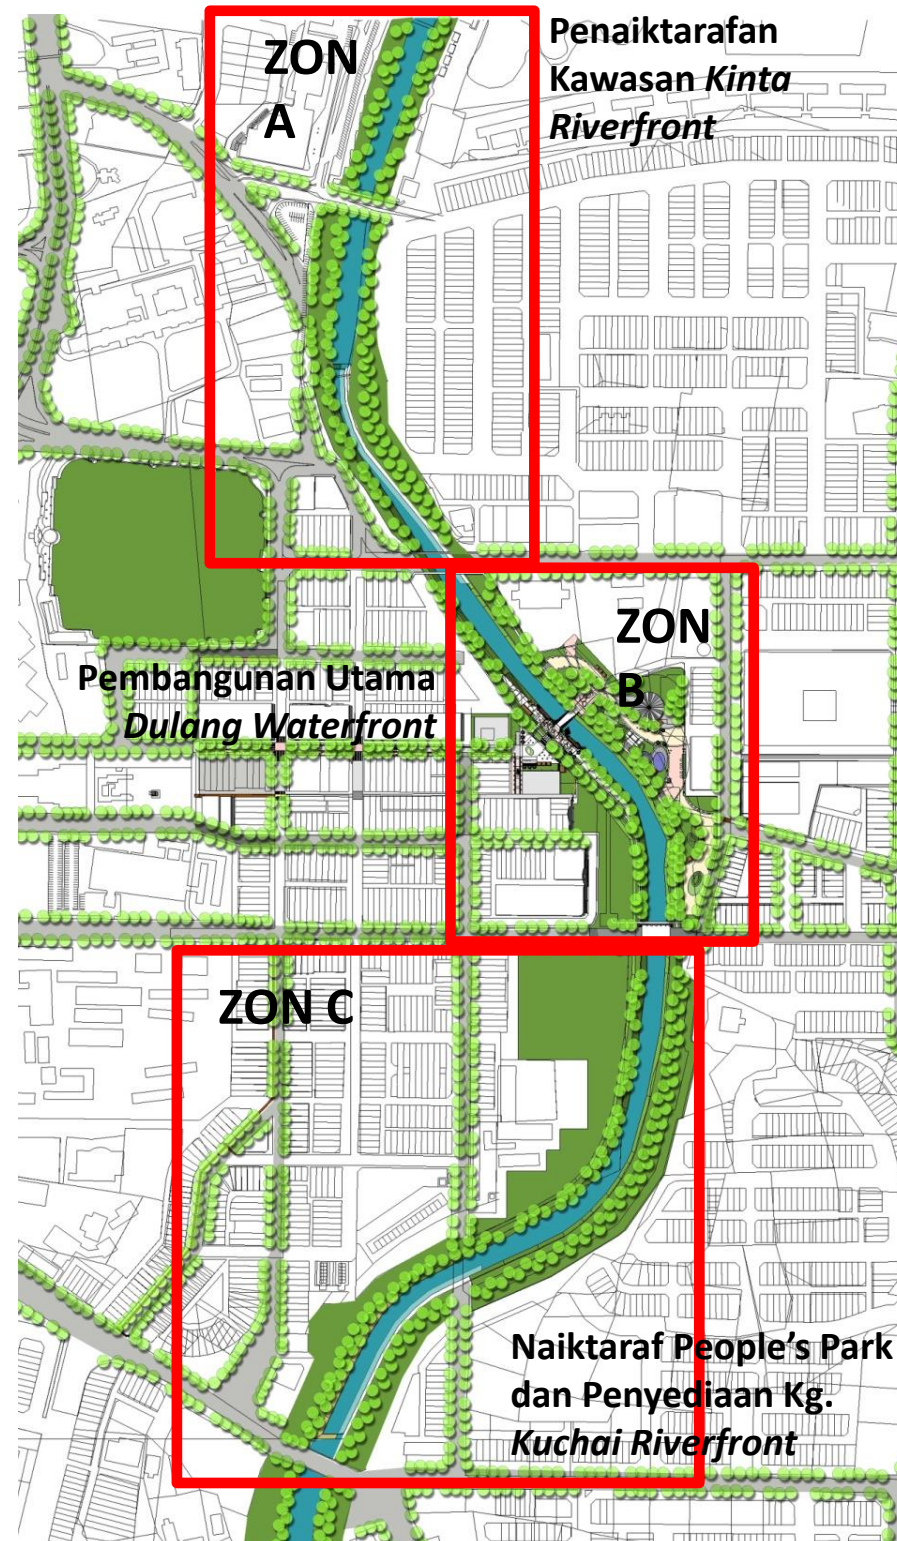 ZON
A
Penaiktarafan
Kawasan Kinta
Riverfront
ZON
B
Pembangunan Utama
Dulang Waterfront
ZON C
Naiktaraf People’s Park
dan Penyediaan Kg.
Kuchai Riverfront